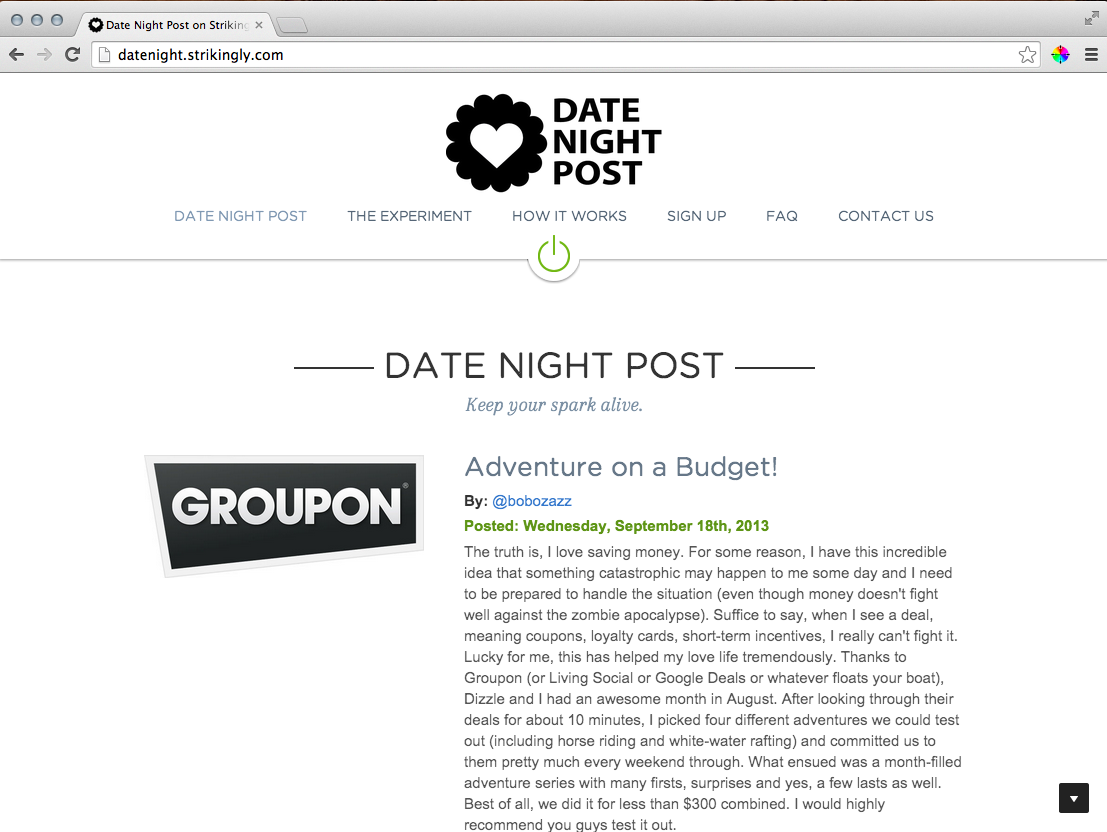 Date Night Post on Striking
datenight.strikingly.com
DATE
NIGHT
POST
DATE NIGHT POST THE EXPERIMENT HOW IT WORKS SIGN UP FAQ CONTACT US
DATE NIGHT POST
Keep your spark alive.
GROUPON®
Adventure on a Budget!
By: @bobozazz
Posted: Wednesday, September 18th, 2013
The truth is, I love saving money. For some reason, I have this incredible
idea that something catastrophic may happen to me some day and I need
to be prepared to handle the situation (even though money doesn't fight
well against the zombie apocalypse). Suffice to say, when I see a deal,
meaning coupons, loyalty cards, short-term incentives, I really can't fight it.
Lucky for me, this has helped my love life tremendously. Thanks to
Groupon (or Living Social or Google Deals or whatever floats your boat),
Dizzle and I had an awesome month in August. After looking through their
deals for about 10 minutes, I picked four different adventures we could test
out (including horse riding and white-water rafting) and committed us to
them pretty much every weekend through. What ensued was a month-filled
adventure series with many firsts, surprises and yes, a few lasts as well.
Best of all, we did it for less than $300 combined. I would highly
recommend you guys test it out.